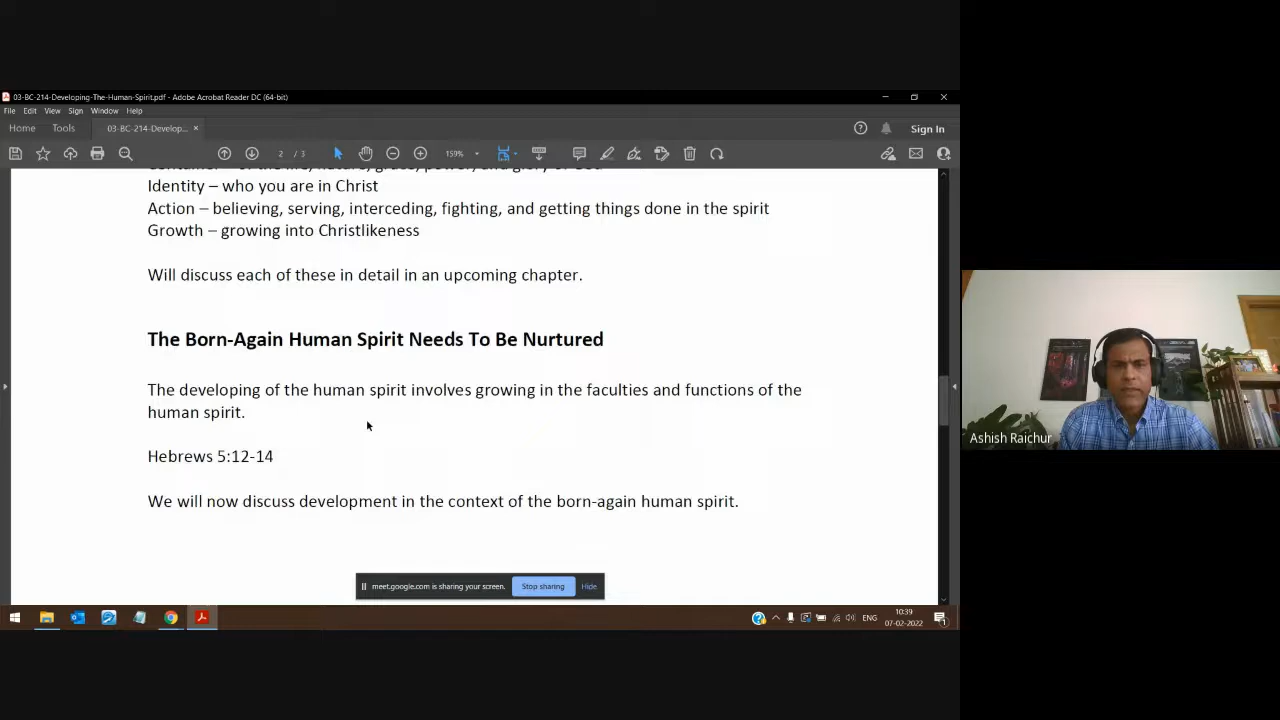 03-BC-214-Developing-The-Human-Spirit.pdf - Adobe Acrobat Reader DC (64-bit)
File Edit View Sign Window Help
Home Tools 03-BC-214-Develop... × Sign In
2 / 3 159%
Identity – who you are in Christ
Action – believing, serving, interceding, fighting, and getting things done in the spirit
Growth – growing into Christlikeness
Will discuss each of these in detail in an upcoming chapter.
The Born-Again Human Spirit Needs To Be Nurtured
The developing of the human spirit involves growing in the faculties and functions of the
human spirit.
Hebrews 5:12-14
We will now discuss development in the context of the born-again human spirit.
Ashish Raichur
meet.google.com is sharing your screen. Stop sharing Hide
ENG
10:39
07-02-2022